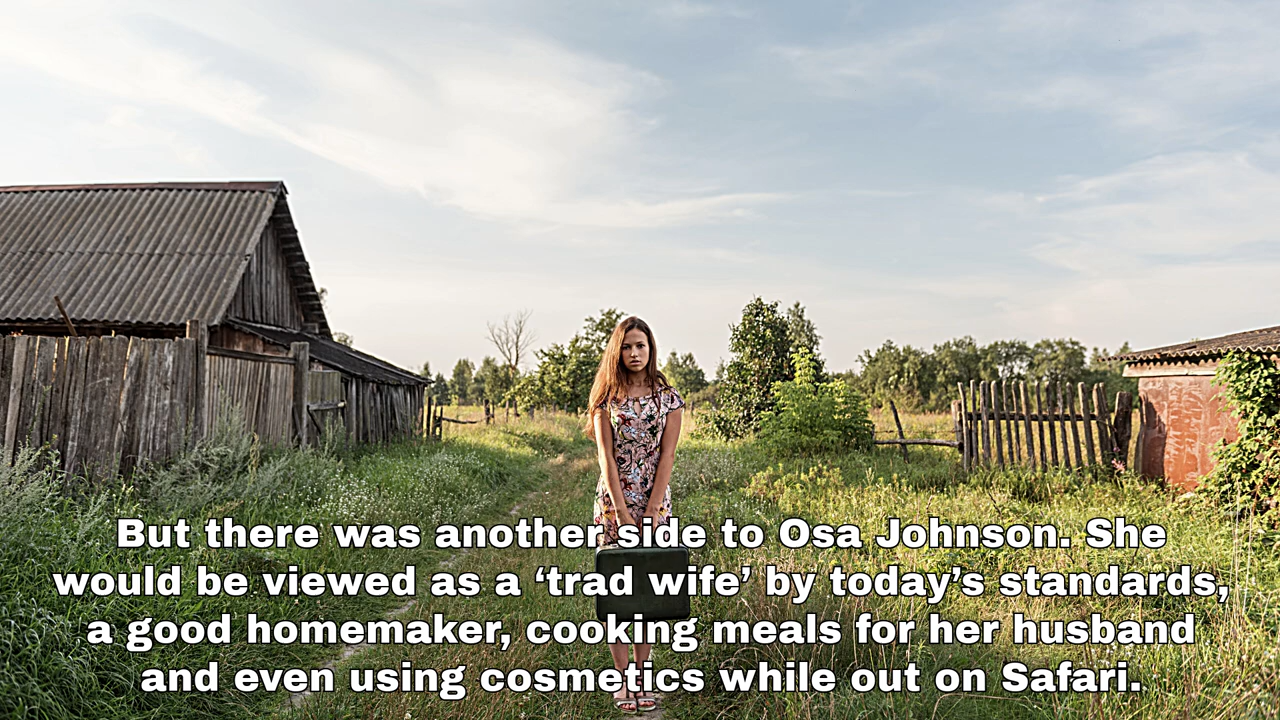 But there was another side to Osa Johnson. She
would be viewed as a ‘trad wife’ by today’s standards,
a good homemaker, cooking meals for her husband
and even using cosmetics while out on Safari.